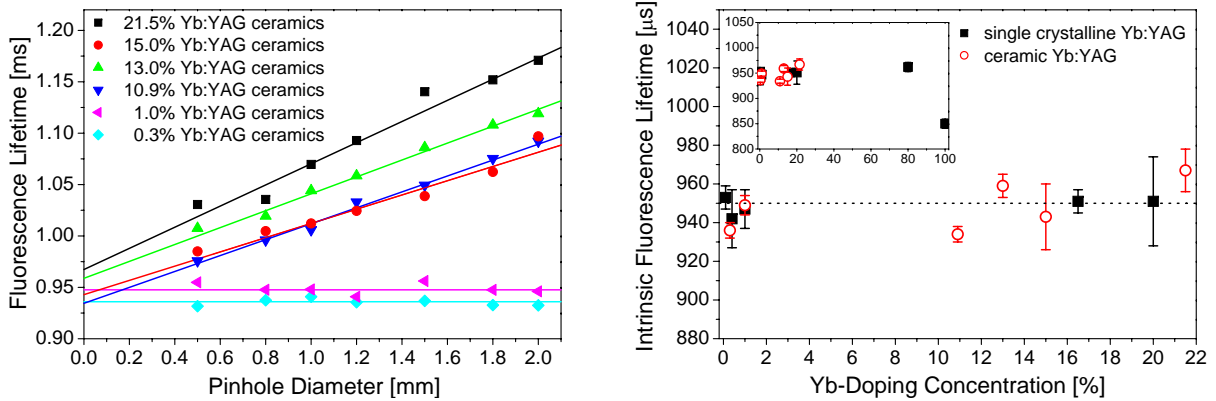 21.5% Yb:YAG ceramics
15.0% Yb:YAG ceramics
13.0% Yb:YAG ceramics
10.9% Yb:YAG ceramics
1.0% Yb:YAG ceramics
0.3% Yb:YAG ceramics
Fluorescence Lifetime [ms]
1.20
1.15
1.10
1.05
1.00
0.95
0.90
0.0 0.2 0.4 0.6 0.8 1.0 1.2 1.4 1.6 1.8 2.0
Pinhole Diameter [mm]
Intrinsic Fluorescence Lifetime [µs]
1060
1040
1020
1000
980
960
940
920
900
880
1050
1000
950
900
850
800
0 20 40 60 80 100
single crystalline Yb:YAG
ceramic Yb:YAG
0 2 4 6 8 10 12 14 16 18 20 22
Yb-Doping Concentration [%]